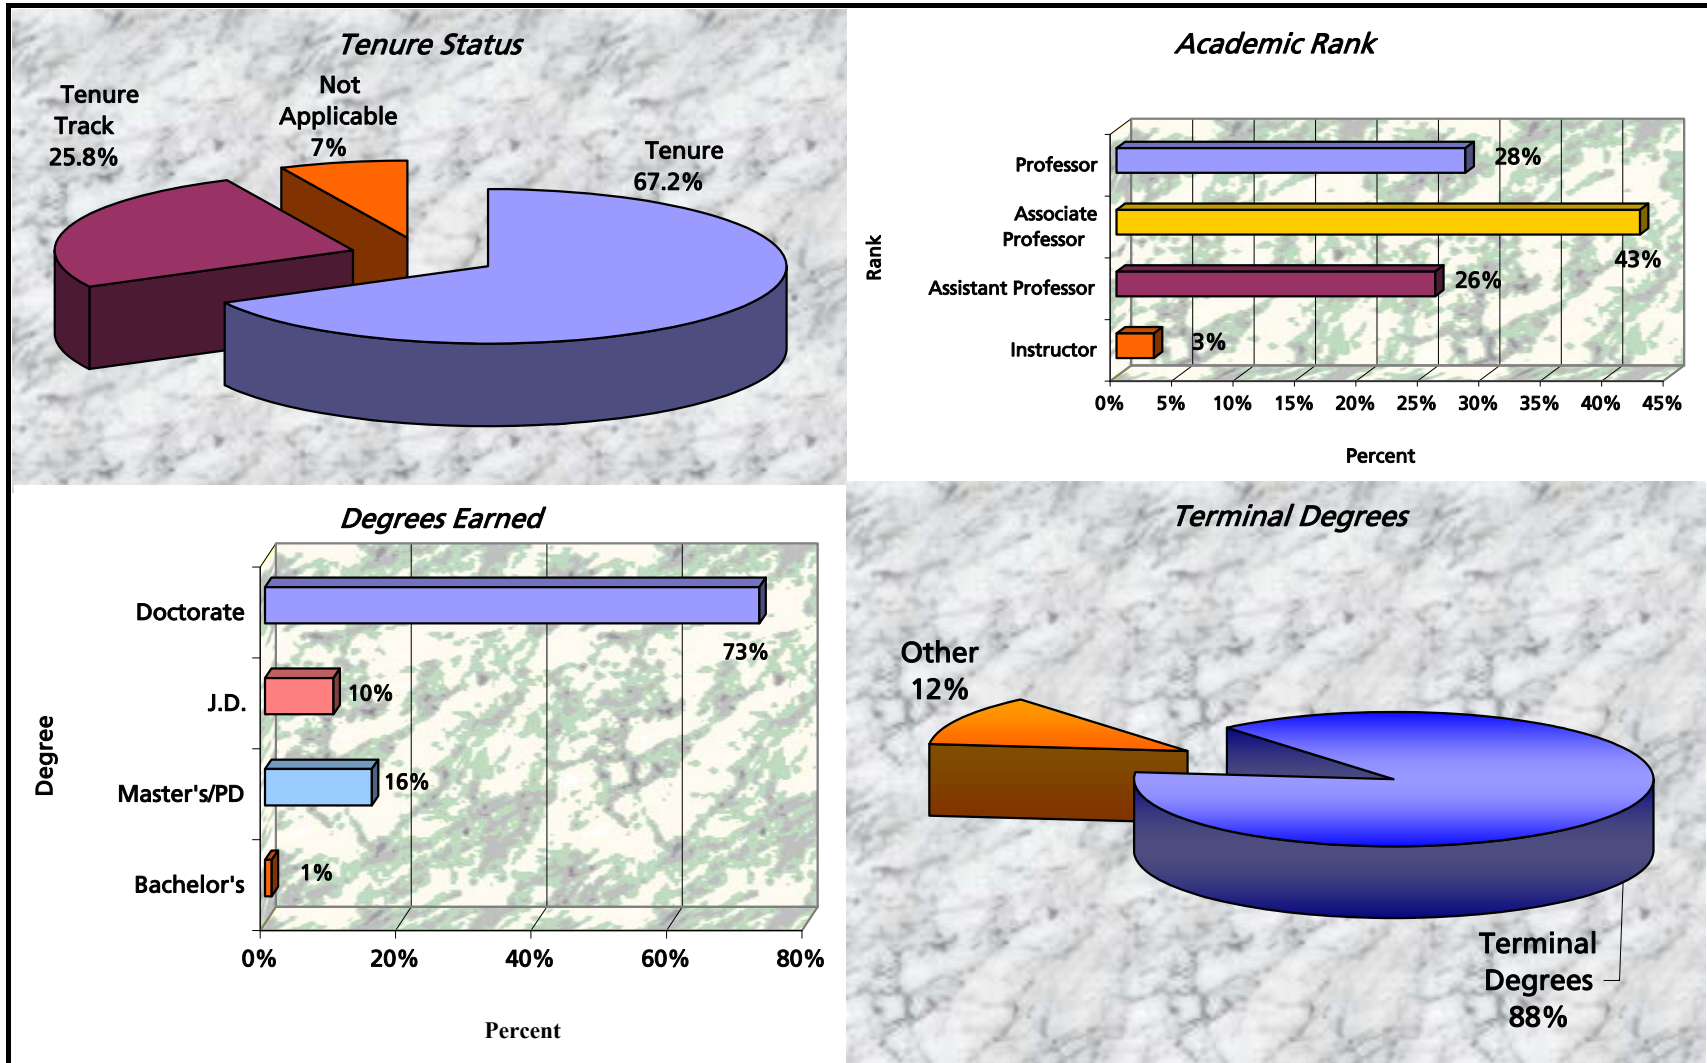 Tenure Status
Tenure
Track
25.8%
Not
Applicable
7%
Tenure
67.2%
Academic Rank
Rank
Professor
28%
Associate
Professor
43%
Assistant Professor
26%
Instructor
3%
0% 5% 10% 15% 20% 25% 30% 35% 40% 45%
Percent
Degrees Earned
Degree
Doctorate
73%
J.D.
10%
Master's/PD
16%
Bachelor's
1%
0% 20% 40% 60% 80%
Percent
Terminal Degrees
Other
12%
Terminal
Degrees
88%